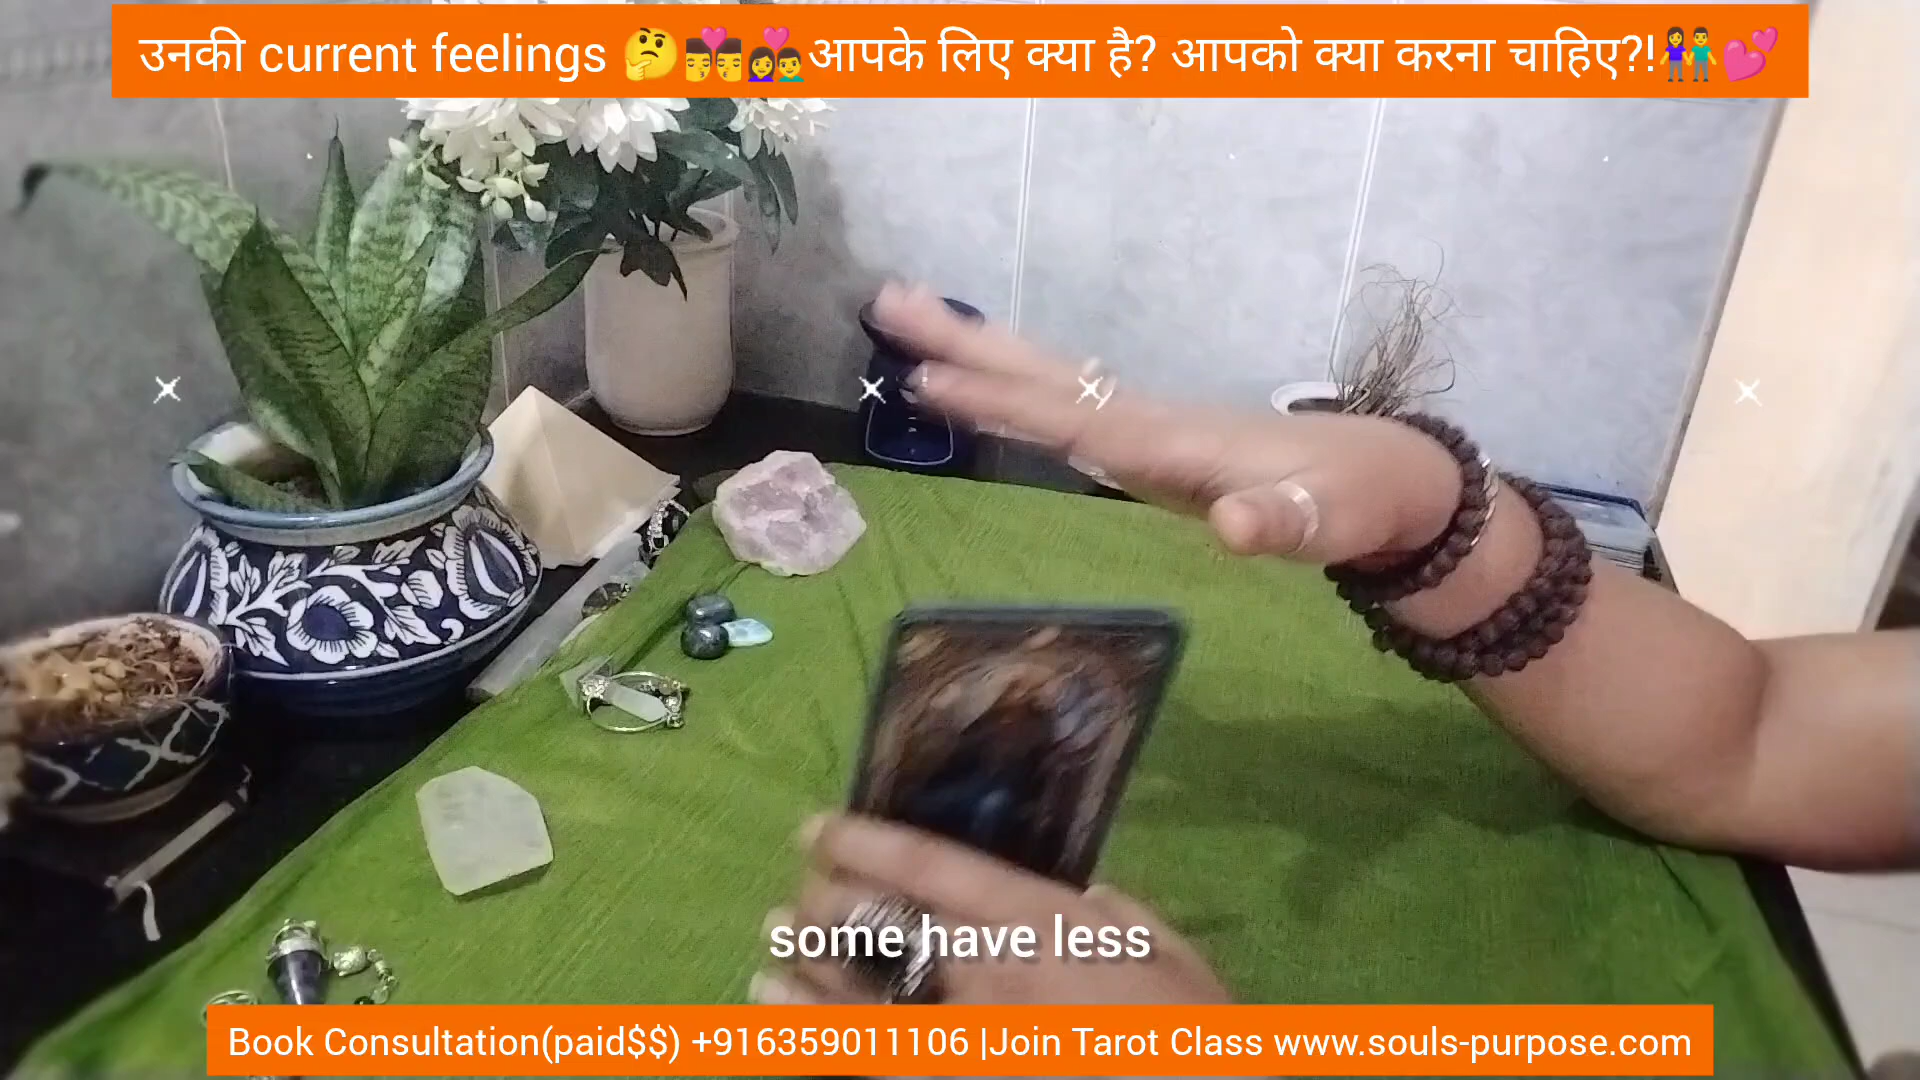 उनकी current feelings 🤔👩‍❤️‍💋‍👨👩‍❤️‍👨आपके लिए क्या है? आपको क्या करना चाहिए?!👫💕
some have less
Book Consultation(paid$$) +916359011106 |Join Tarot Class www.souls-purpose.com